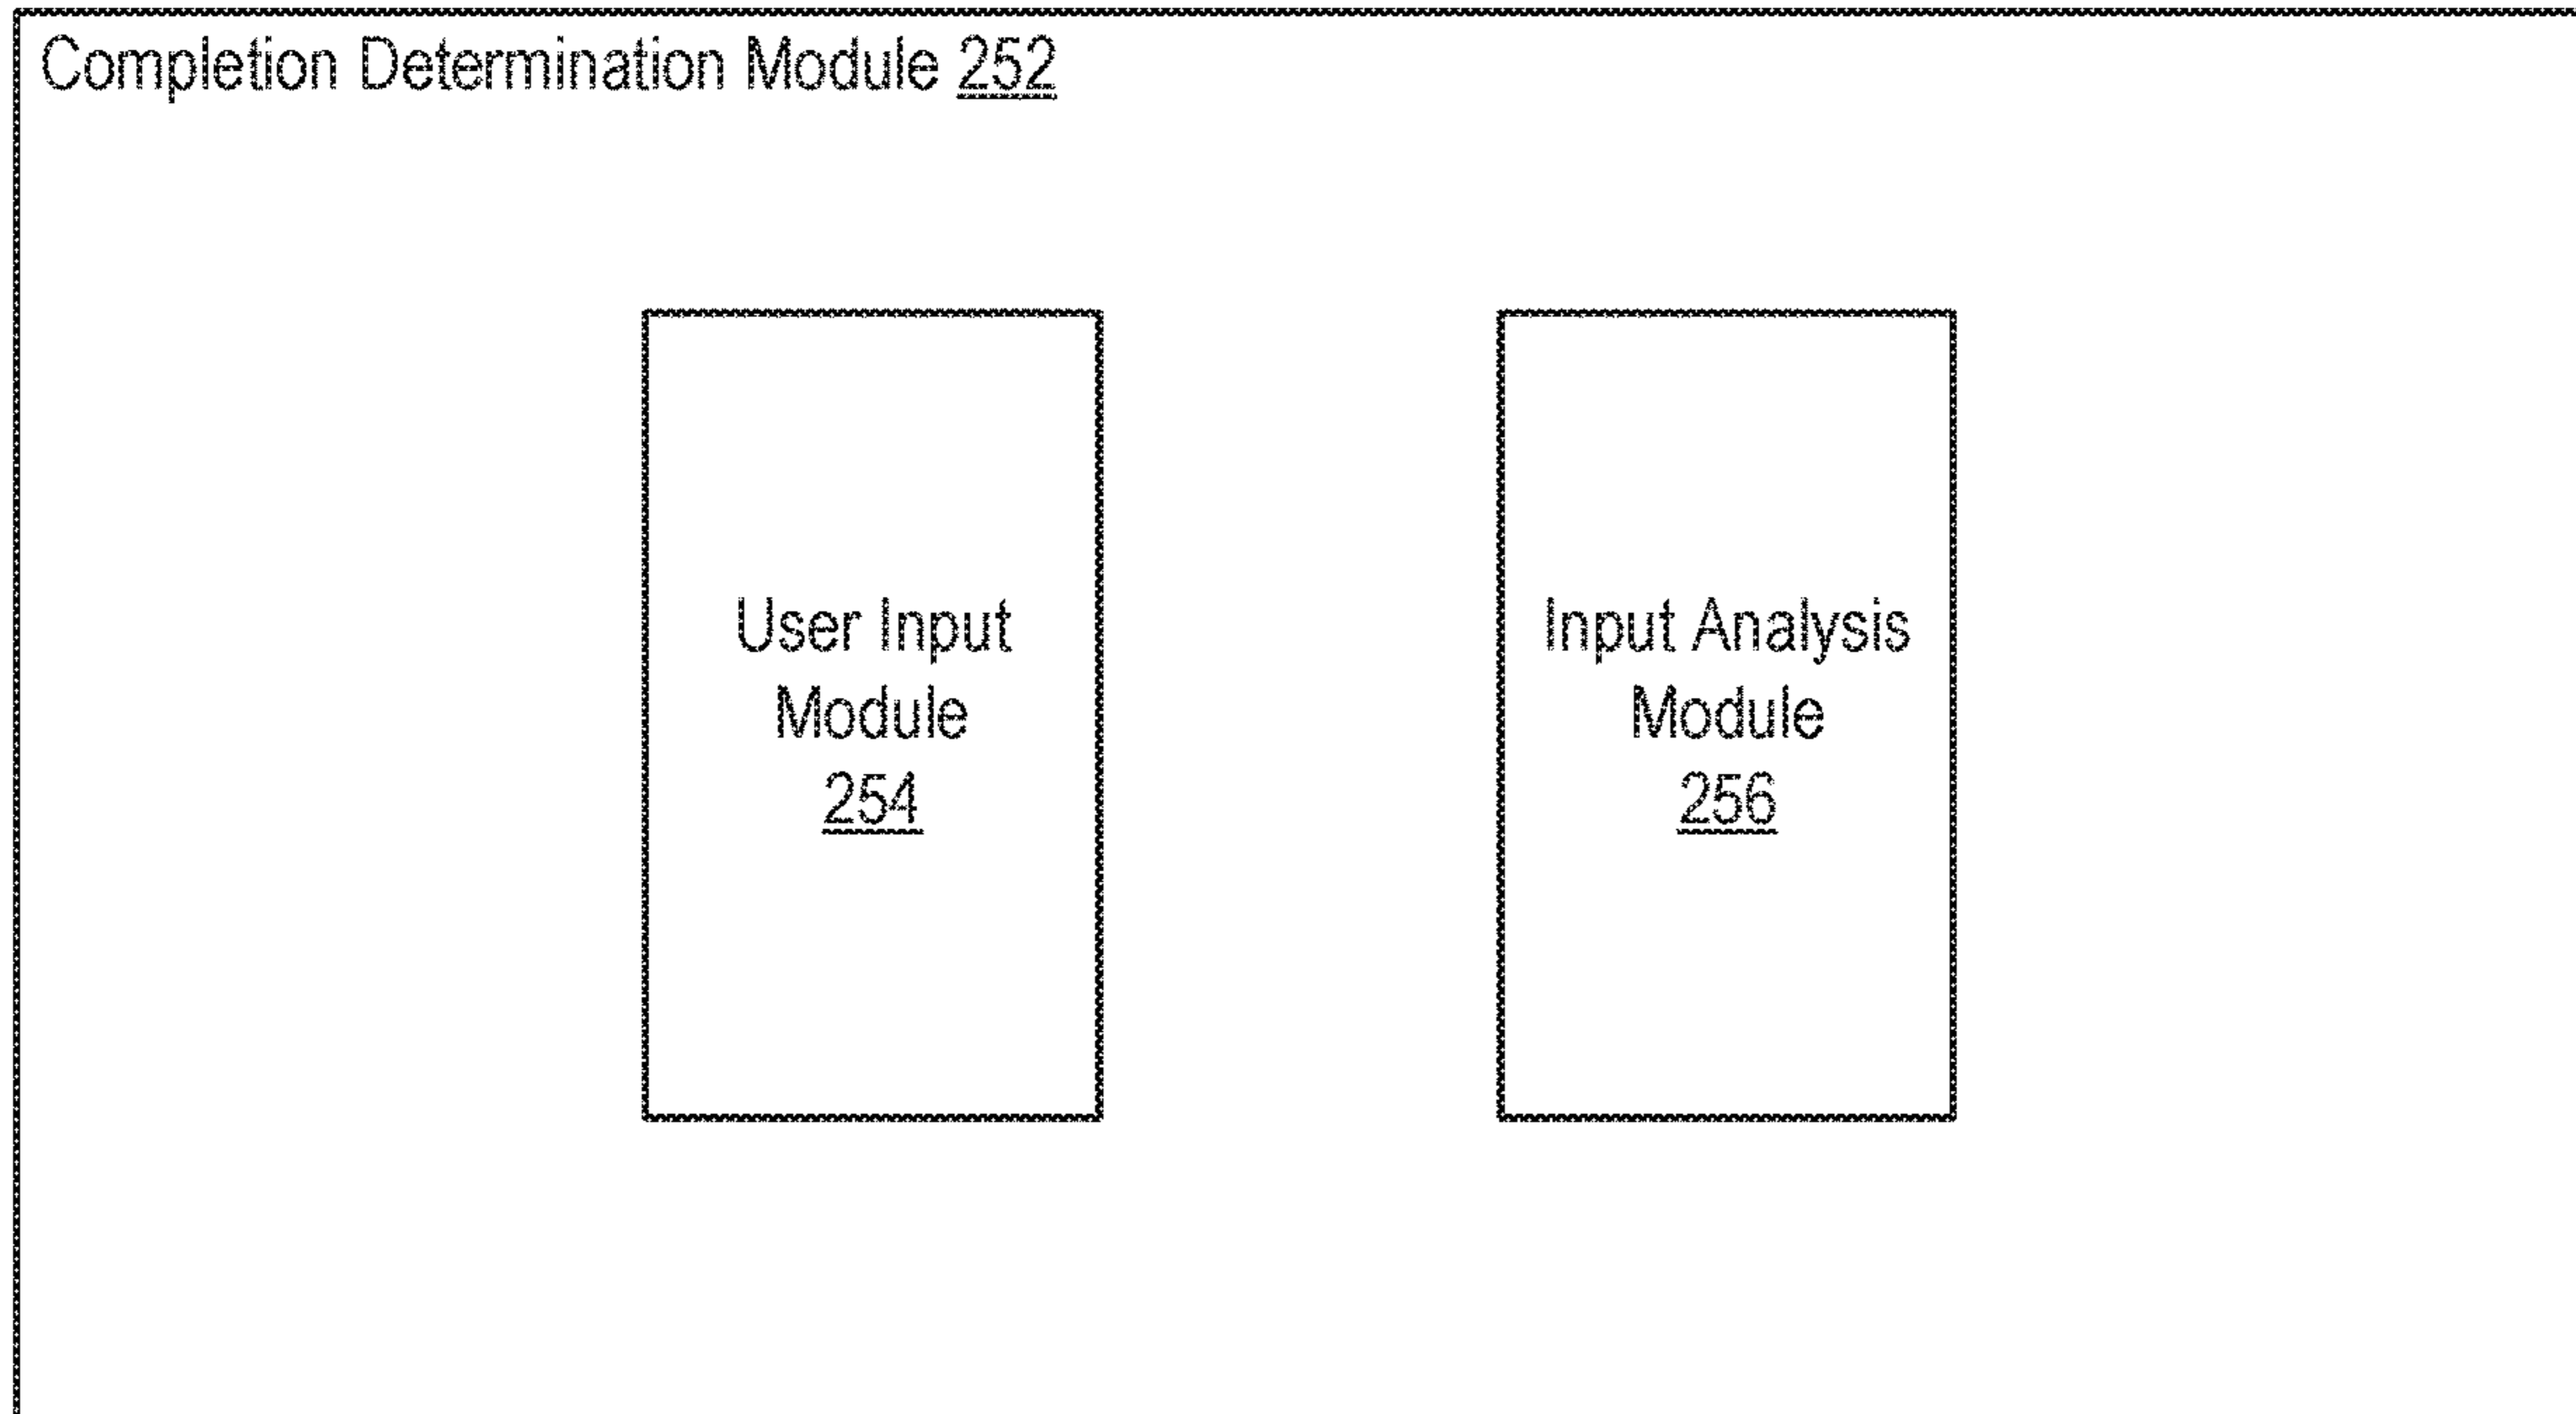 Completion Determination Module 252
User Input
Module
254
Input Analysis
Module
256